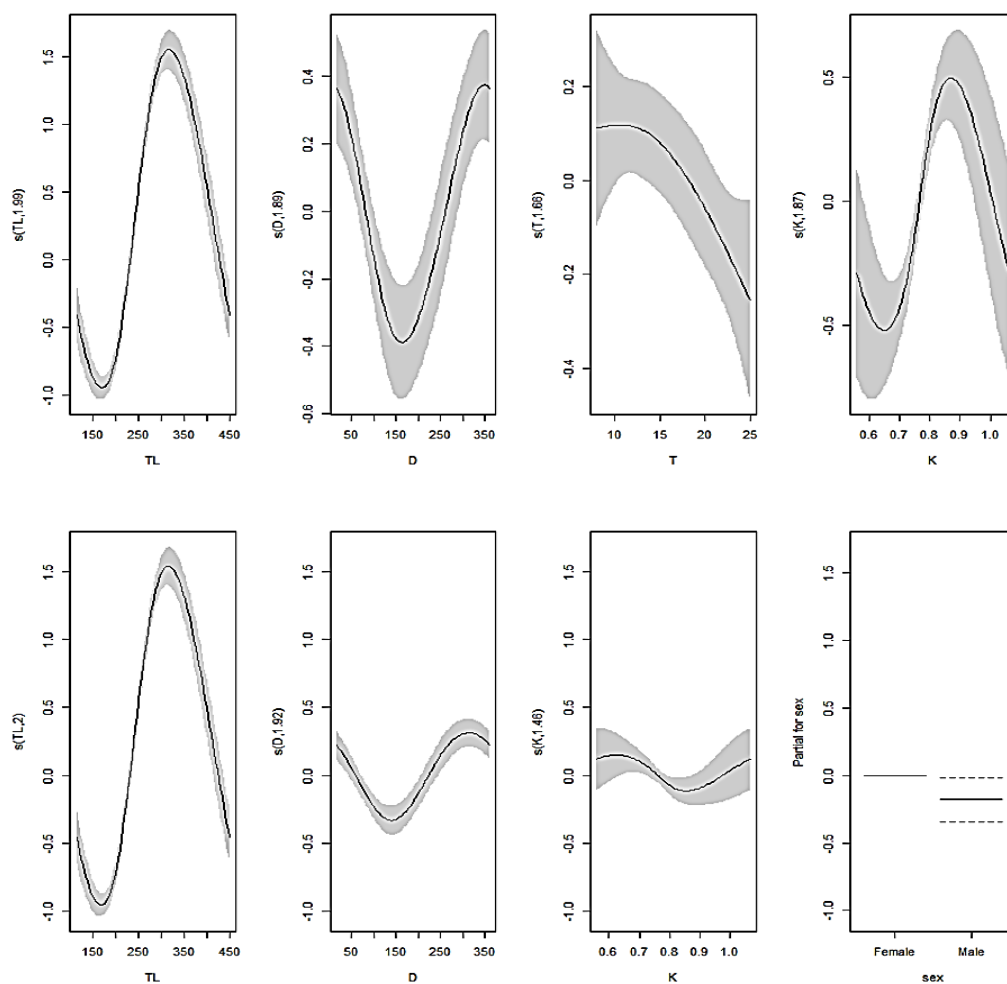 s(TL,1.99)
1.5
1.0
0.5
0.0
-0.5
-1.0
150 250 350 450
TL
s(D,1.89)
0.4
0.2
0.0
-0.2
-0.4
-0.6
50 150 250 350
D
s(T,1.66)
0.2
0.0
-0.2
-0.4
10 15 20 25
T
s(K,1.87)
0.5
0.0
-0.5
0.6 0.7 0.8 0.9 1.0
K
s(TL,2)
1.5
1.0
0.5
0.0
-0.5
-1.0
150 250 350 450
TL
s(D,1.92)
1.5
1.0
0.5
0.0
-0.5
-1.0
50 150 250 350
D
s(K,1.46)
1.5
1.0
0.5
0.0
-0.5
-1.0
0.6 0.7 0.8 0.9 1.0
K
Partial for sex
1.5
1.0
0.5
0.0
-0.5
-1.0
Female Male
sex